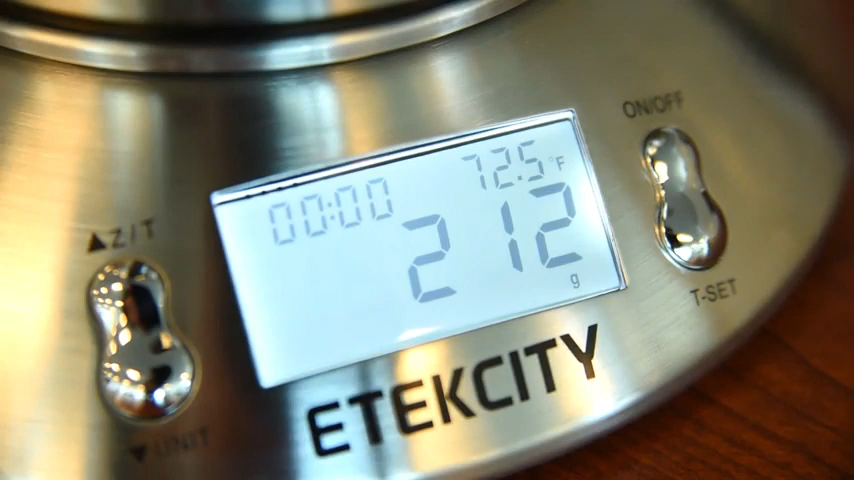 ON/OFF
72.5°F
00:00
212
g
▲Z/T
T-SET
ETEKCITY
▼UNIT